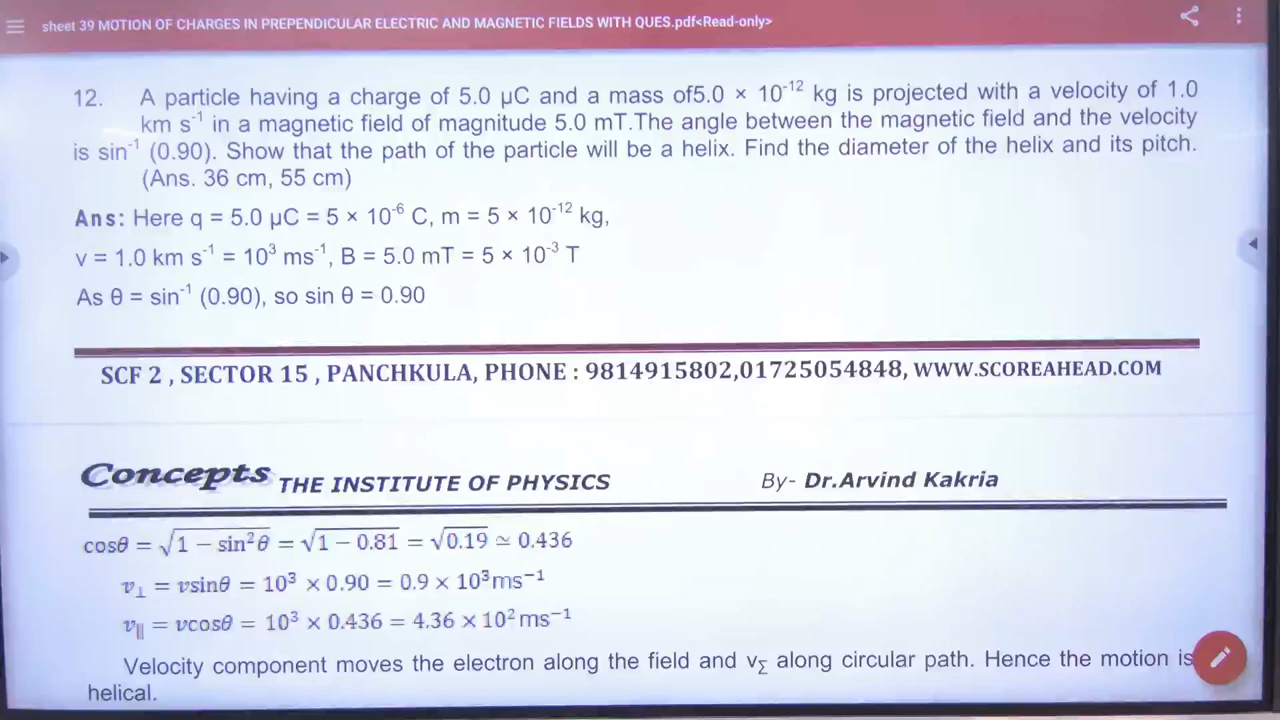 sheet 39 MOTION OF CHARGES IN PREPENDICULAR ELECTRIC AND MAGNETIC FIELDS WITH QUES.pdf<Read-only>
12. A particle having a charge of 5.0 µC and a mass of5.0 × 10⁻¹² kg is projected with a velocity of 1.0
km s⁻¹ in a magnetic field of magnitude 5.0 mT.The angle between the magnetic field and the velocity
is sin⁻¹ (0.90). Show that the path of the particle will be a helix. Find the diameter of the helix and its pitch.
(Ans. 36 cm, 55 cm)
Ans: Here q = 5.0 µC = 5 × 10⁻⁶ C, m = 5 × 10⁻¹² kg,
v = 1.0 km s⁻¹ = 10³ ms⁻¹, B = 5.0 mT = 5 × 10⁻³ T
As θ = sin⁻¹ (0.90), so sin θ = 0.90
SCF 2 , SECTOR 15 , PANCHKULA, PHONE : 9814915802,01725054848, WWW.SCOREAHEAD.COM
Concepts THE INSTITUTE OF PHYSICS By- Dr.Arvind Kakria
cosθ = √1 − sin²θ = √1 − 0.81 = √0.19 ≃ 0.436
v⊥ = vsinθ = 10³ × 0.90 = 0.9 × 10³ms⁻¹
v∥ = vcosθ = 10³ × 0.436 = 4.36 × 10²ms⁻¹
Velocity component moves the electron along the field and vΣ along circular path. Hence the motion is
helical.